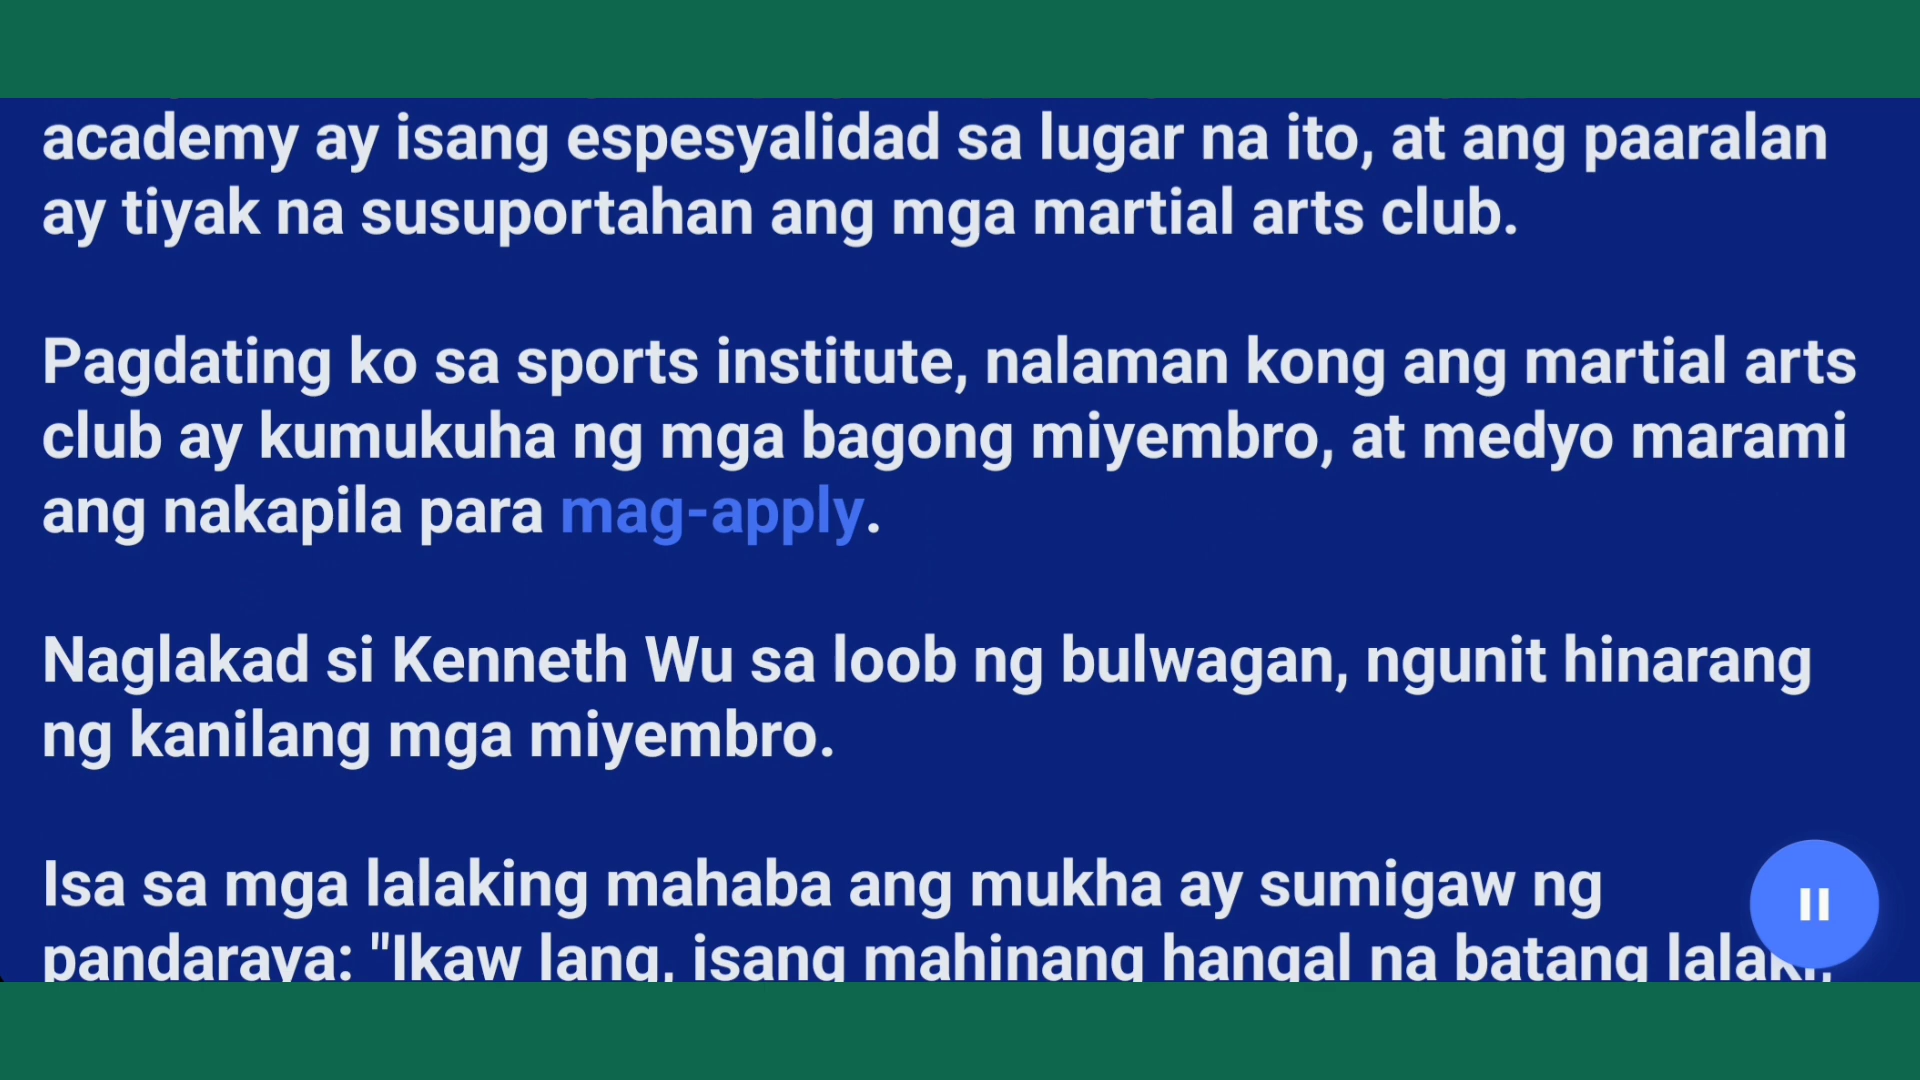 academy ay isang espesyalidad sa lugar na ito, at ang paaralan
ay tiyak na susuportahan ang mga martial arts club.
Pagdating ko sa sports institute, nalaman kong ang martial arts
club ay kumukuha ng mga bagong miyembro, at medyo marami
ang nakapila para mag-apply.
Naglakad si Kenneth Wu sa loob ng bulwagan, ngunit hinarang
ng kanilang mga miyembro.
Isa sa mga lalaking mahaba ang mukha ay sumigaw ng
pandaraya: "Ikaw lang, isang mahinang hangal na batang lalaki,